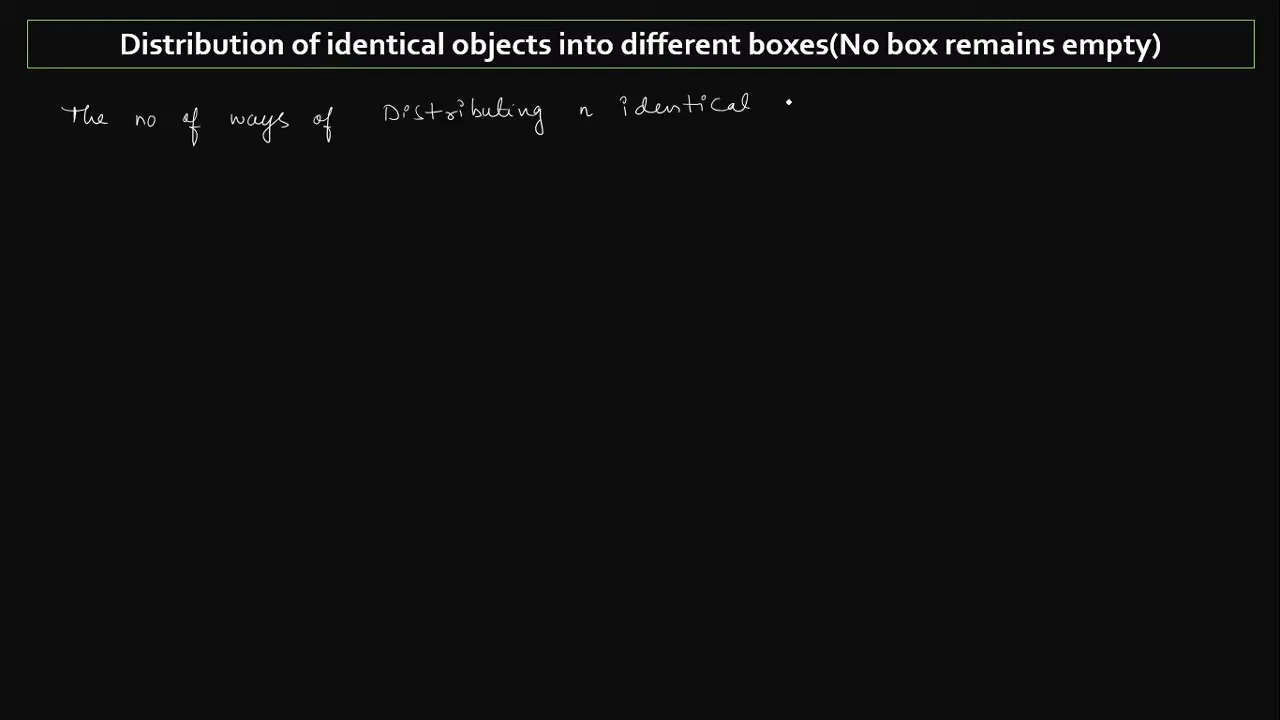 Distribution of identical objects into different boxes(No box remains empty)
The no of ways of Distributing n identical